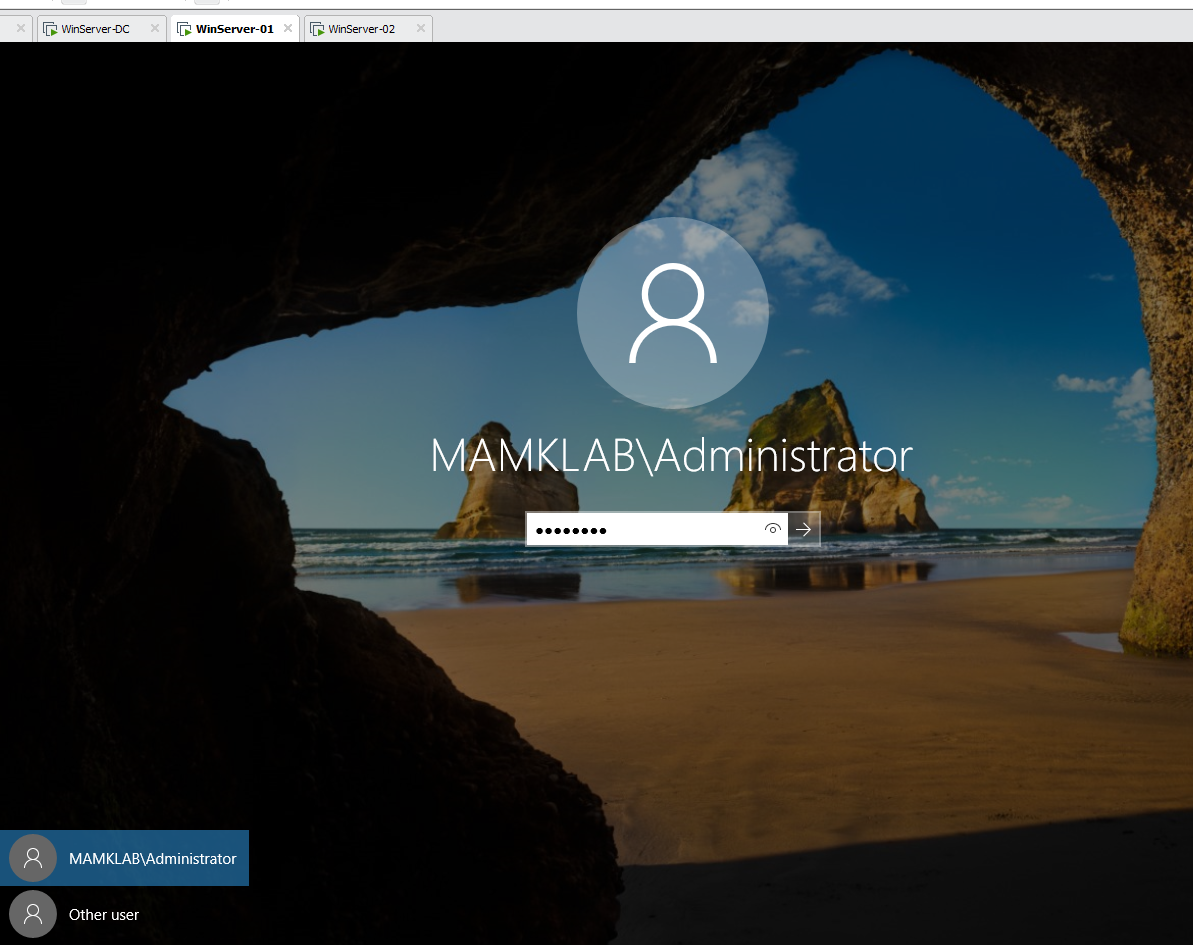 WinServer-DC
WinServer-01
WinServer-02
MAMKLAB\Administrator
MAMKLAB\Administrator
Other user